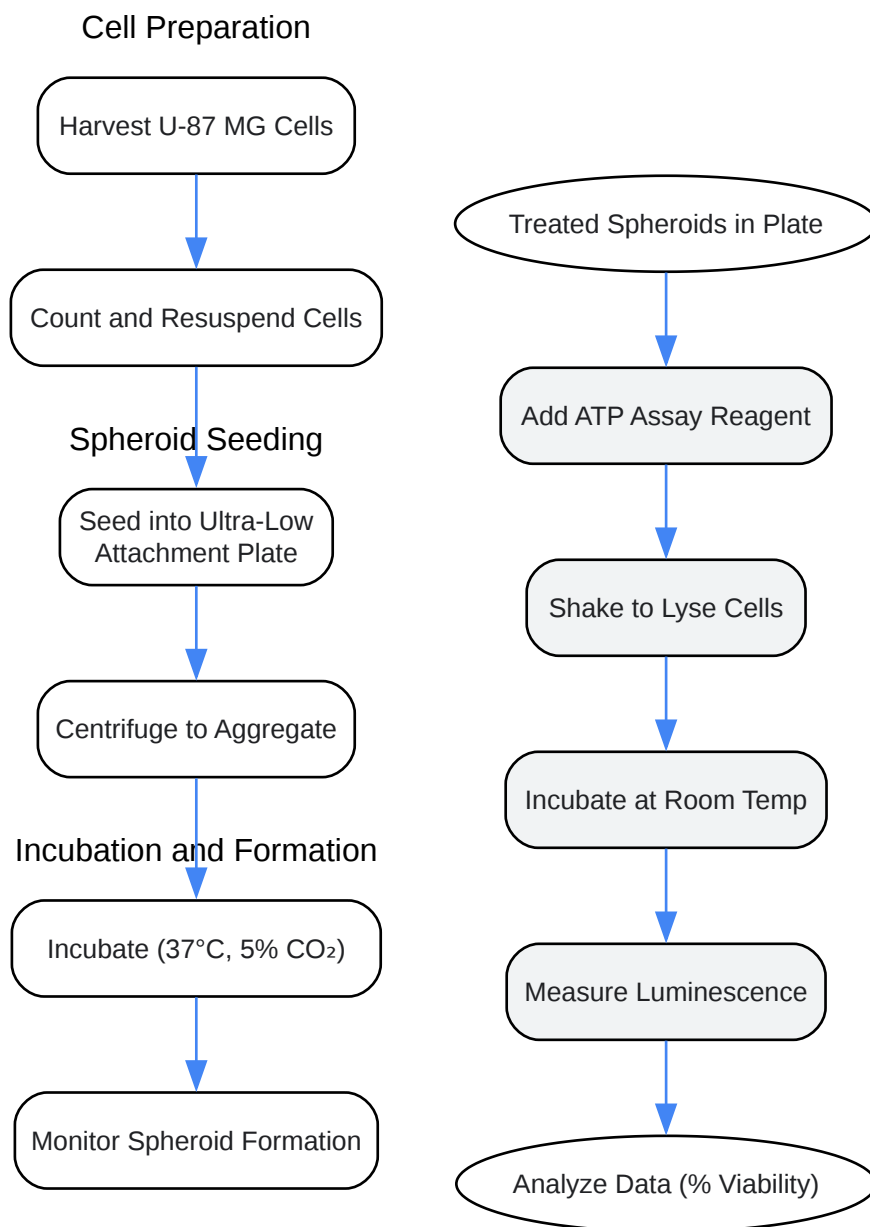 Cell Preparation
Harvest U-87 MG Cells
Count and Resuspend Cells
Spheroid Seeding
Seed into Ultra-Low
Attachment Plate
Centrifuge to Aggregate
Incubation and Formation
Incubate (37°C, 5% CO₂)
Monitor Spheroid Formation
Treated Spheroids in Plate
Add ATP Assay Reagent
Shake to Lyse Cells
Incubate at Room Temp
Measure Luminescence
Analyze Data (% Viability)